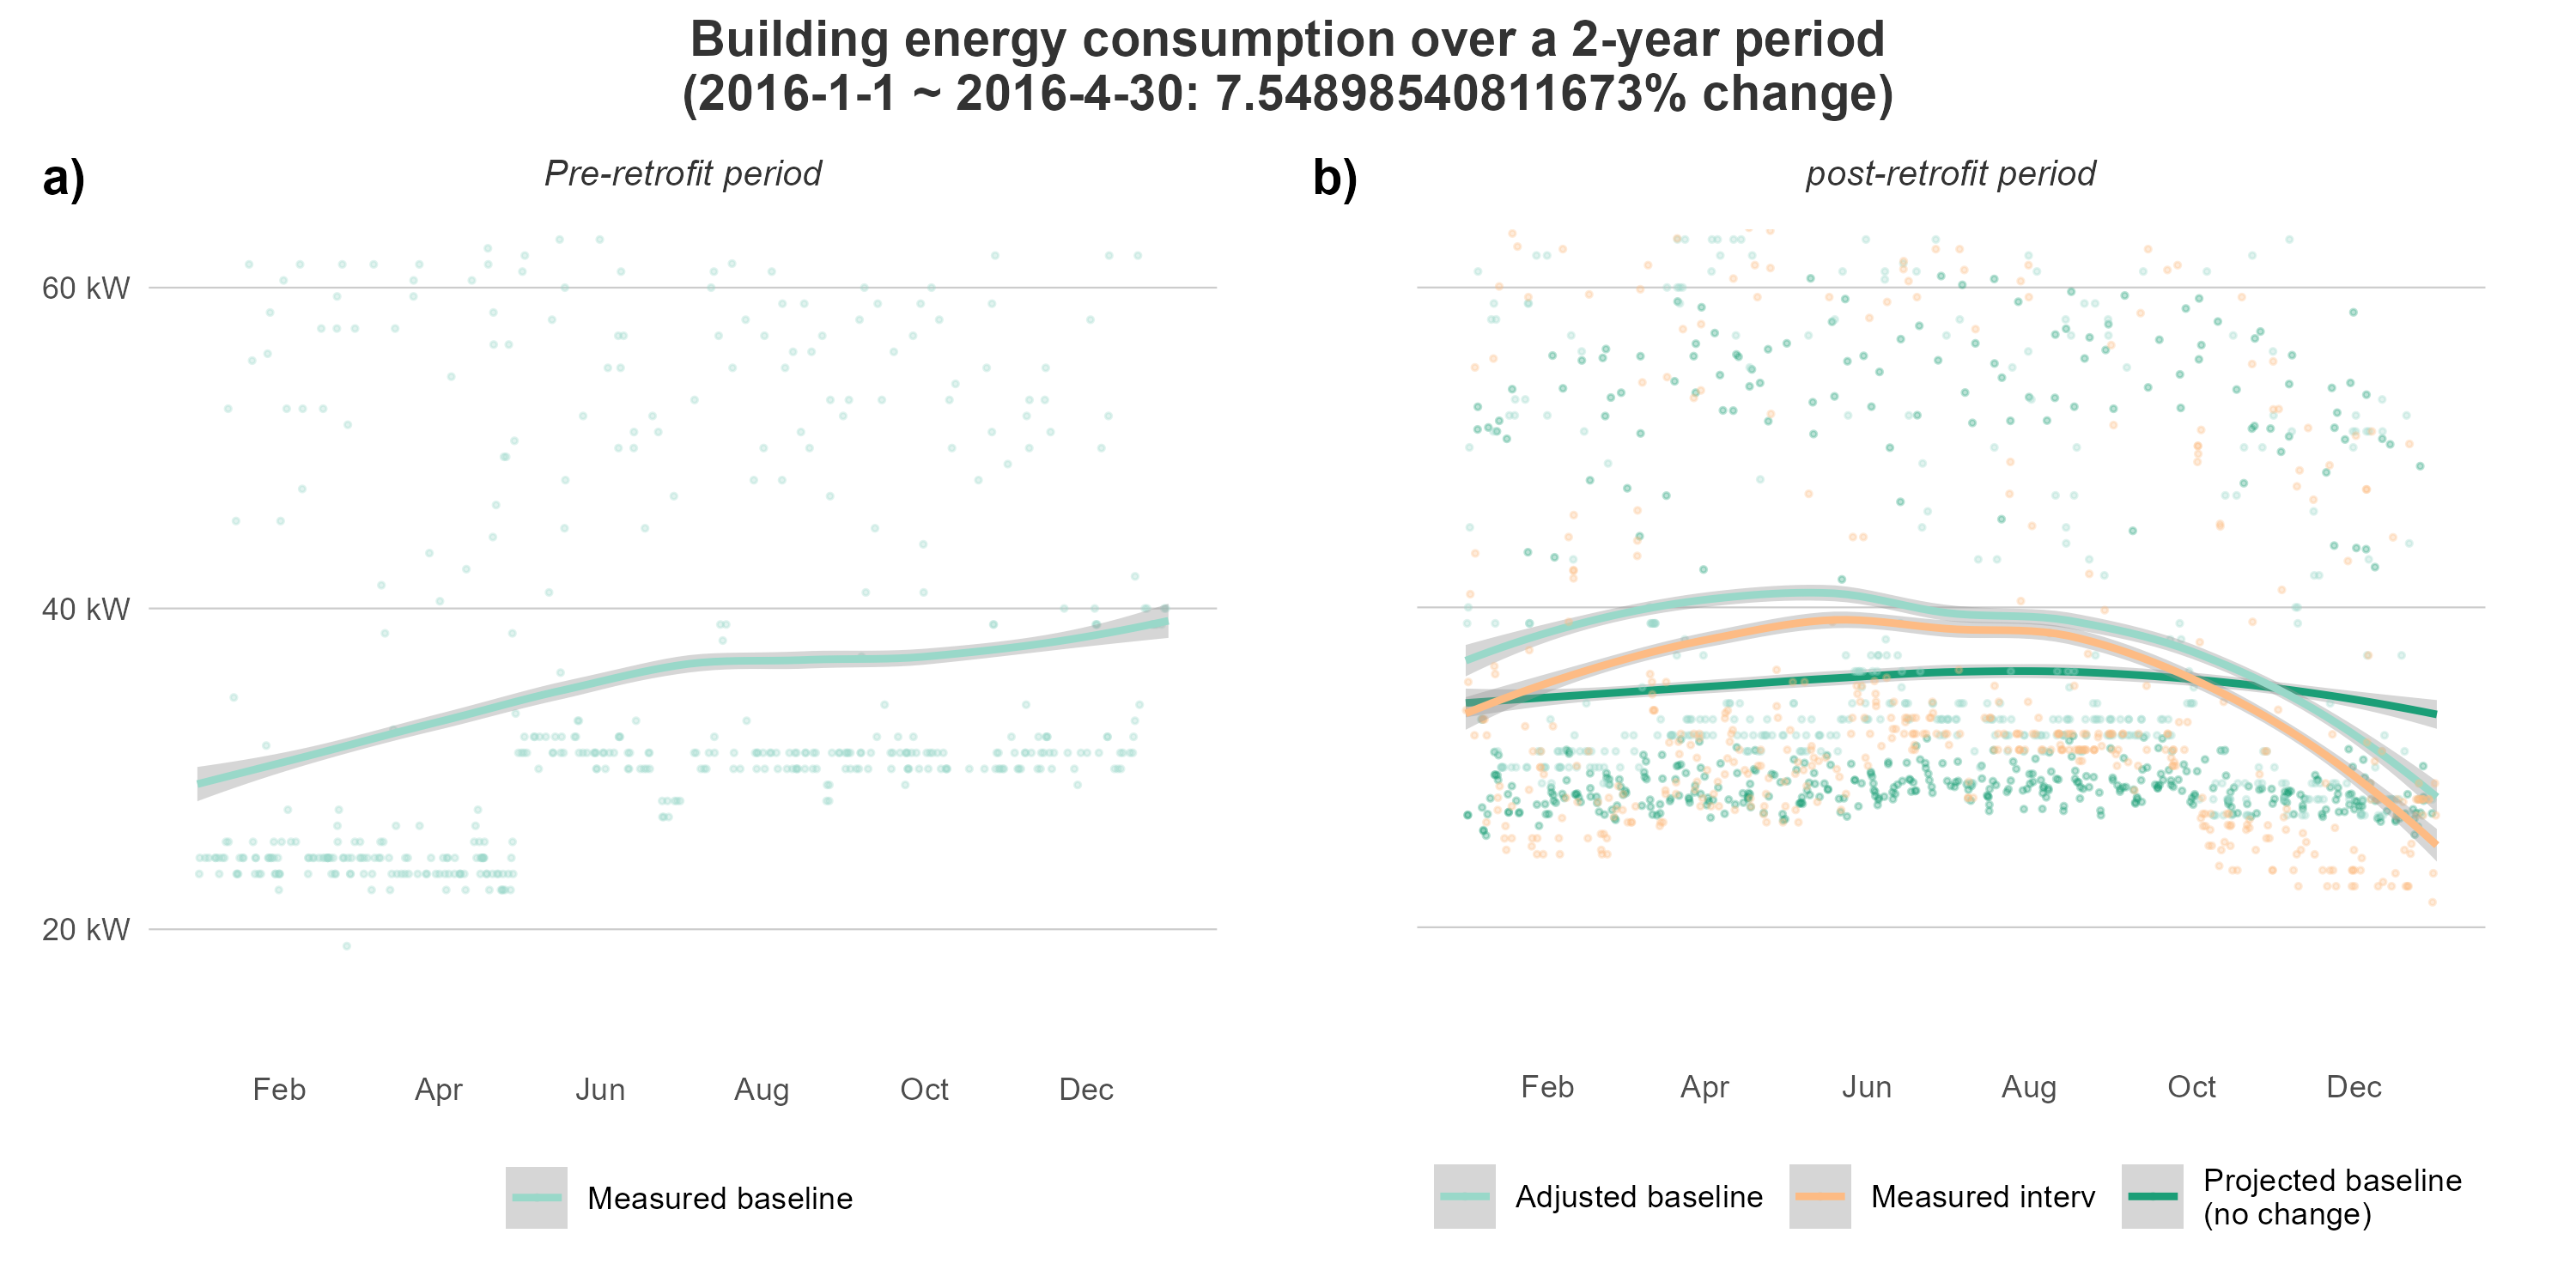 Building energy consumption over a 2-year period
(2016-1-1 ~ 2016-4-30: 7.54898540811673% change)
a)
Pre-retrofit period
b)
post-retrofit period
60 kW
40 kW
20 kW
Feb Apr Jun Aug Oct Dec
Feb Apr Jun Aug Oct Dec
Measured baseline
Adjusted baseline
Measured interv
Projected baseline
(no change)